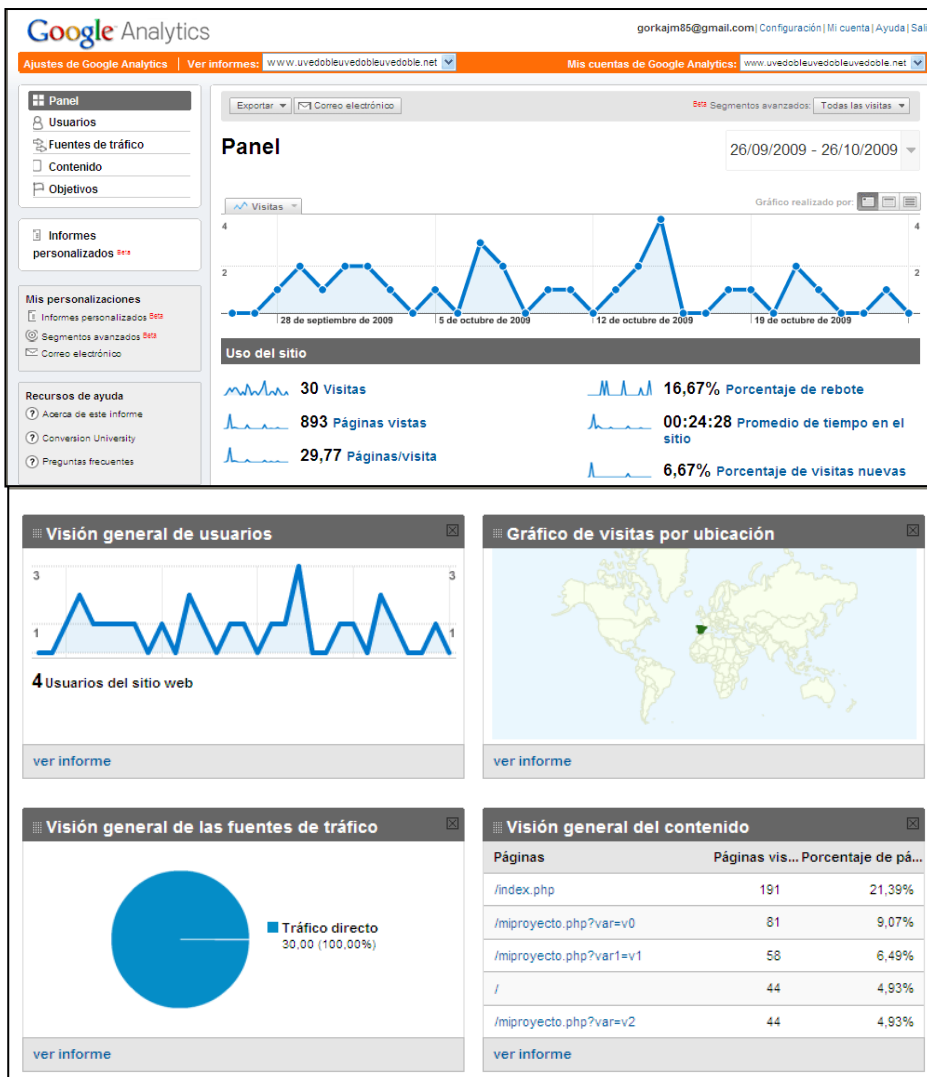 Google Analytics
gorkajm85@gmail.com | Configuración | Mi cuenta | Ayuda | Sali
Ajustes de Google Analytics | Ver informes: www.uvedobleuvedobleuvedoble.net Mis cuentas de Google Analytics: www.uvedobleuvedobleuvedoble.net
Panel
Usuarios
Fuentes de tráfico
Contenido
Objetivos
Informes
personalizados Beta
Mis personalizaciones
Informes personalizados Beta
Segmentos avanzados Beta
Correo electrónico
Recursos de ayuda
Acerca de este informe
Conversion University
Preguntas frecuentes
Exportar Correo electrónico Beta Segmentos avanzados: Todas las visitas
Panel 26/09/2009 - 26/10/2009
Visitas Gráfico realizado por:
4 4
2 2
28 de septiembre de 2009 5 de octubre de 2009 12 de octubre de 2009 19 de octubre de 2009
Uso del sitio
30 Visitas
893 Páginas vistas
29,77 Páginas/visita
16,67% Porcentaje de rebote
00:24:28 Promedio de tiempo en el
sitio
6,67% Porcentaje de visitas nuevas
Visión general de usuarios
3 3
1 1
4 Usuarios del sitio web
ver informe
Gráfico de visitas por ubicación
ver informe
Visión general de las fuentes de tráfico
Tráfico directo
30,00 (100,00%)
ver informe
Visión general del contenido
Páginas Páginas vis... Porcentaje de pá...
/index.php 191 21,39%
/miproyecto.php?var=v0 81 9,07%
/miproyecto.php?var1=v1 58 6,49%
/ 44 4,93%
/miproyecto.php?var=v2 44 4,93%
ver informe